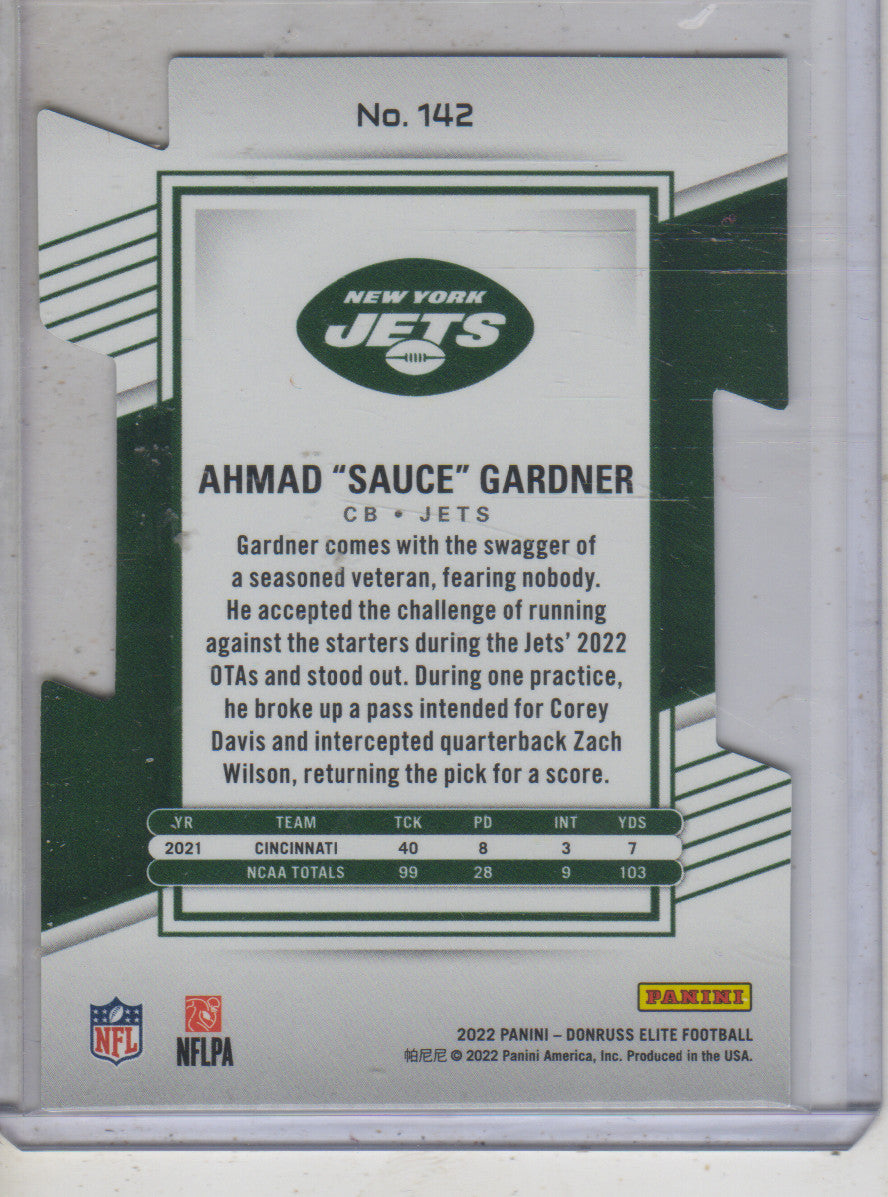 No. 142
NEW YORK
JETS
AHMAD “SAUCE” GARDNER
CB • JETS
Gardner comes with the swagger of
a seasoned veteran, fearing nobody.
He accepted the challenge of running
against the starters during the Jets’ 2022
OTAs and stood out. During one practice,
he broke up a pass intended for Corey
Davis and intercepted quarterback Zach
Wilson, returning the pick for a score.
YR TEAM TCK PD INT YDS
2021 CINCINNATI 40 8 3 7
NCAA TOTALS 99 28 9 103
PANINI
NFL
NFLPA
2022 PANINI – DONRUSS ELITE FOOTBALL
帕尼尼 © 2022 Panini America, Inc. Produced in the USA.